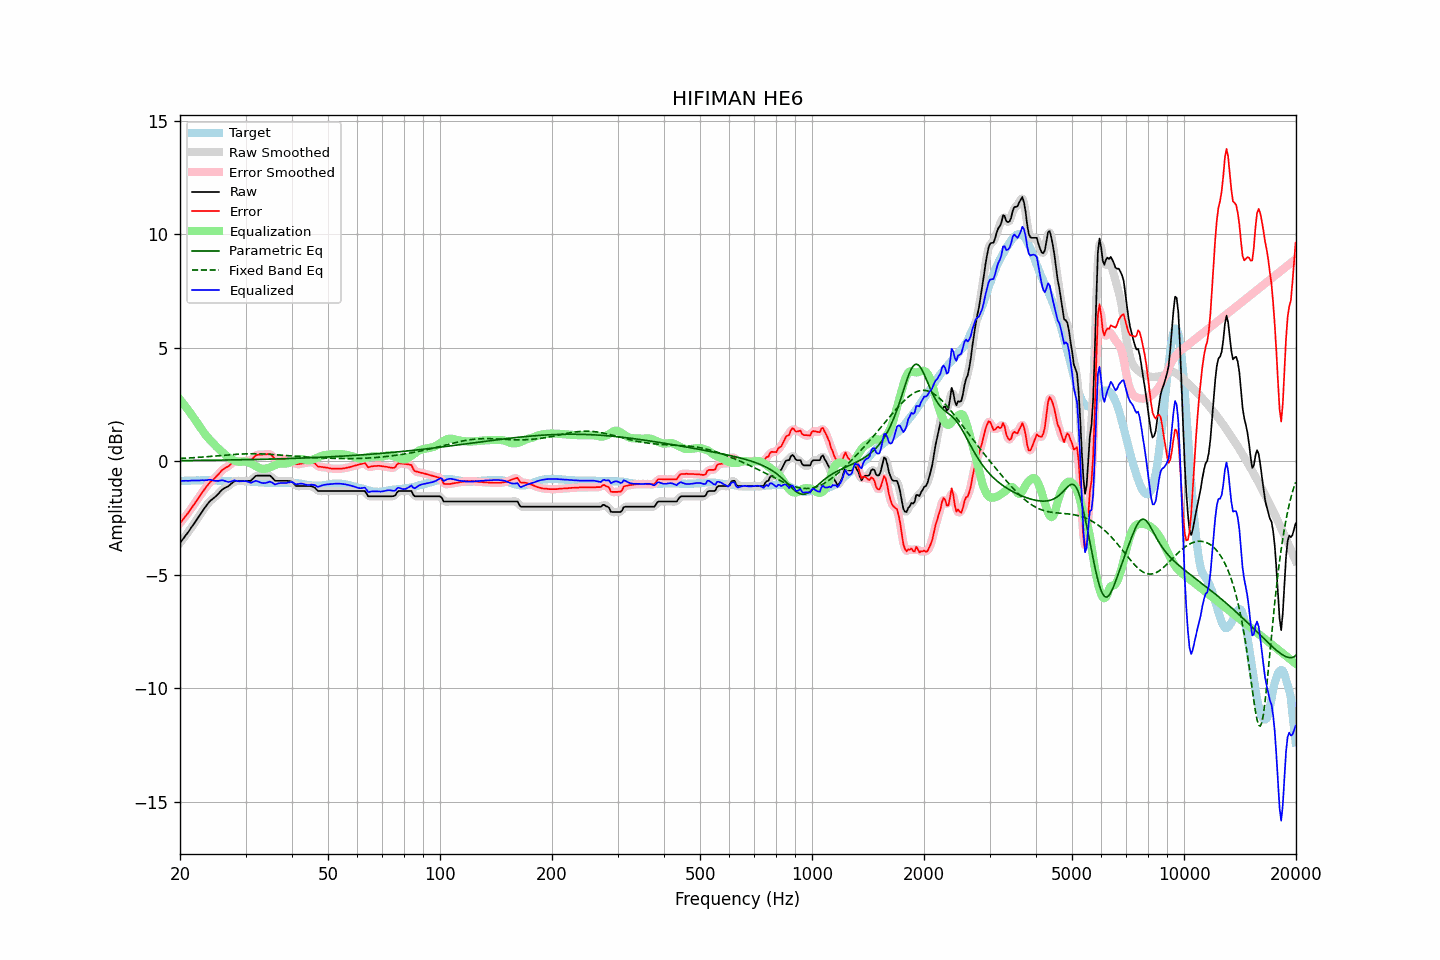 HIFIMAN HE6
Amplitude (dBr)
15
10
5
0
−5
−10
−15
Target
Raw Smoothed
Error Smoothed
Raw
Error
Equalization
Parametric Eq
Fixed Band Eq
Equalized
20 50 100 200 500 1000 2000 5000 10000 20000
Frequency (Hz)